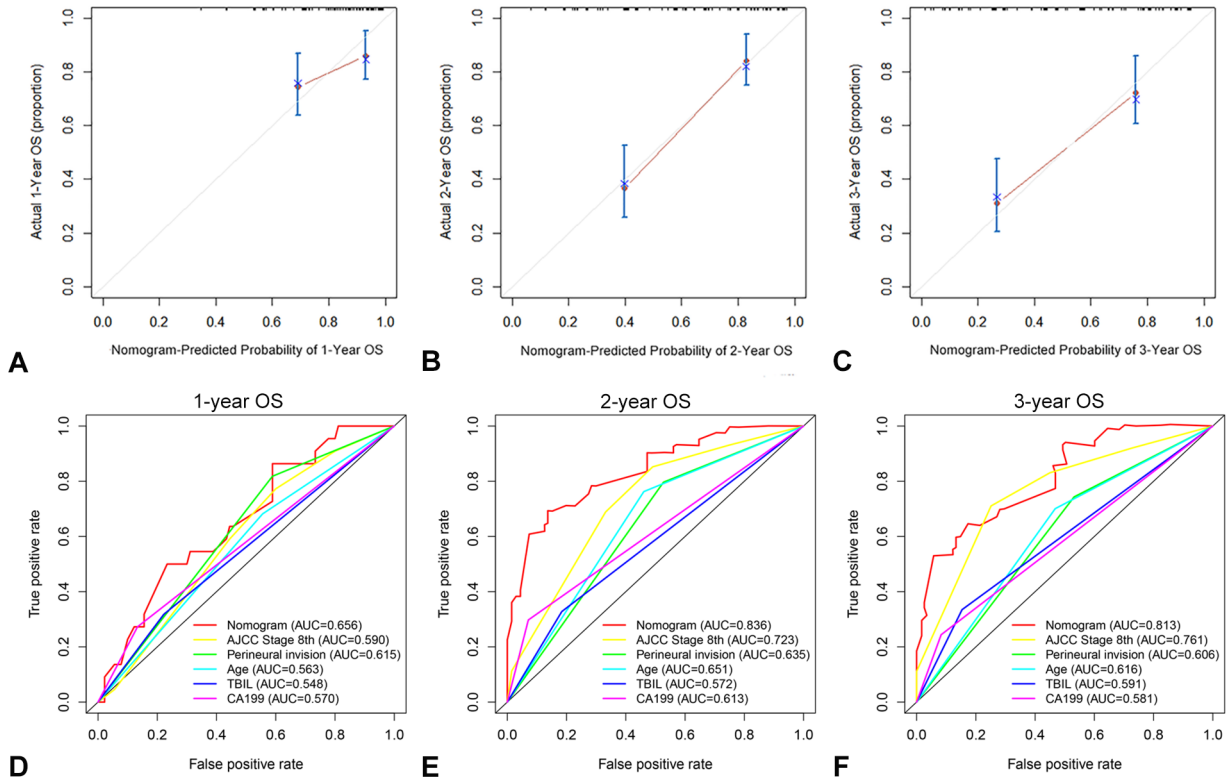 1.0
0.8
0.6
0.4
0.2
0.0
Actual 1-Year OS (proportion)
0.0 0.2 0.4 0.6 0.8 1.0
Nomogram-Predicted Probability of 1-Year OS
A
1.0
0.8
0.6
0.4
0.2
0.0
Actual 2-Year OS (proportion)
0.0 0.2 0.4 0.6 0.8 1.0
Nomogram-Predicted Probability of 2-Year OS
B
1.0
0.8
0.6
0.4
0.2
0.0
Actual 3-Year OS (proportion)
0.0 0.2 0.4 0.6 0.8 1.0
Nomogram-Predicted Probability of 3-Year OS
C
1-year OS
1.0
0.8
0.6
0.4
0.2
0.0
True positive rate
Nomogram (AUC=0.656)
AJCC Stage 8th (AUC=0.590)
Perineural invision (AUC=0.615)
Age (AUC=0.563)
TBIL (AUC=0.548)
CA199 (AUC=0.570)
0.0 0.2 0.4 0.6 0.8 1.0
False positive rate
D
2-year OS
1.0
0.8
0.6
0.4
0.2
0.0
True positive rate
Nomogram (AUC=0.836)
AJCC Stage 8th (AUC=0.723)
Perineural invision (AUC=0.635)
Age (AUC=0.651)
TBIL (AUC=0.572)
CA199 (AUC=0.613)
0.0 0.2 0.4 0.6 0.8 1.0
False positive rate
E
3-year OS
1.0
0.8
0.6
0.4
0.2
0.0
True positive rate
Nomogram (AUC=0.813)
AJCC Stage 8th (AUC=0.761)
Perineural invision (AUC=0.606)
Age (AUC=0.616)
TBIL (AUC=0.591)
CA199 (AUC=0.581)
0.0 0.2 0.4 0.6 0.8 1.0
False positive rate
F